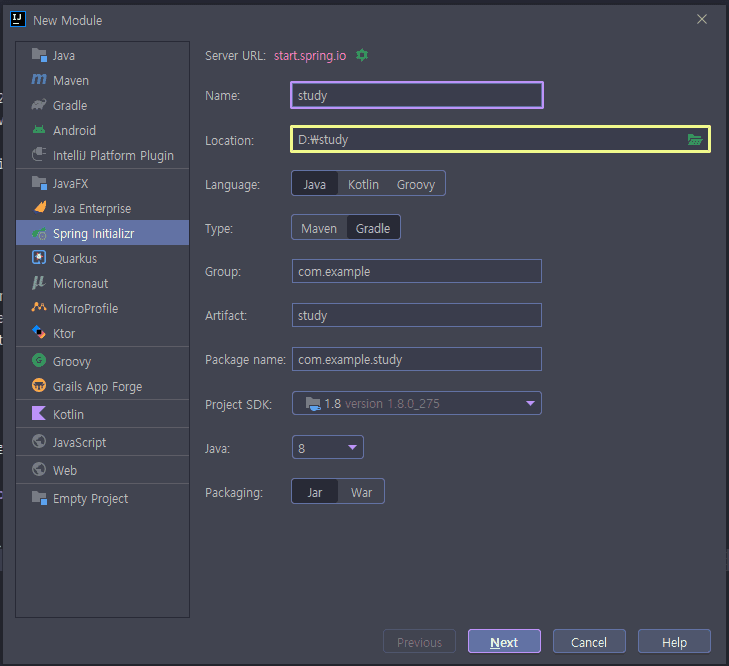 New Module
Java
Maven
Gradle
Android
IntelliJ Platform Plugin
JavaFX
Java Enterprise
Spring Initializr
Quarkus
Micronaut
MicroProfile
Ktor
Groovy
Grails App Forge
Kotlin
JavaScript
Web
Empty Project
Server URL: start.spring.io
Name: study
Location: D:₩study
Language: Java Kotlin Groovy
Type: Maven Gradle
Group: com.example
Artifact: study
Package name: com.example.study
Project SDK: 1.8 version 1.8.0_275
Java: 8
Packaging: Jar War
Previous Next Cancel Help